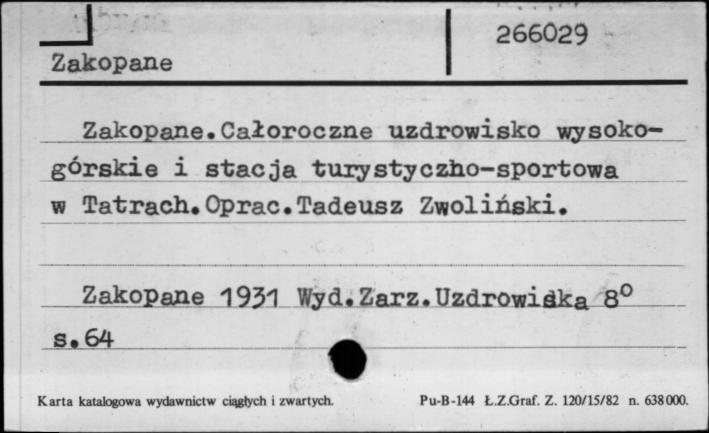 266029
Zakopane
Zakopane.Całoroczne uzdrowisko wysoko-
górskie i stacja turystyczho-sportowa
w Tatrach.Oprac.Tadeusz Zwoliński.
Zakopane 1931 Wyd.Zarz.Uzdrowiska 8°
s.64
Karta katalogowa wydawnictw ciągłych i zwartych.
Pu-B-144 Ł.Z.Graf. Z. 120/15/82 n. 638000.